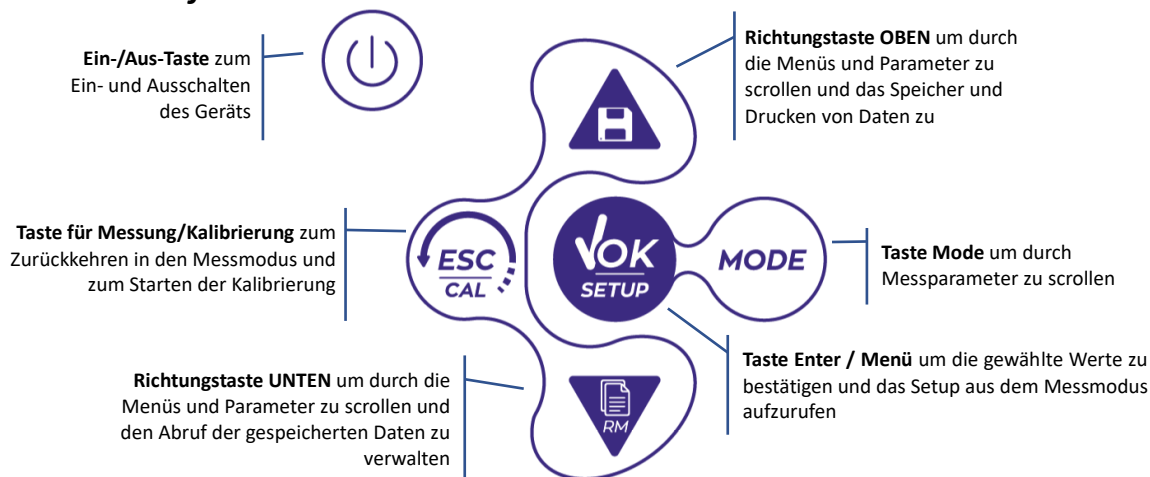 Ein-/Aus-Taste zum
Ein- und Ausschalten
des Geräts
Richtungstaste OBEN um durch
die Menüs und Parameter zu
scrollen und das Speicher und
Drucken von Daten zu
Taste für Messung/Kalibrierung zum
Zurückkehren in den Messmodus und
zum Starten der Kalibrierung
ESC
CAL
√OK
SETUP
MODE
Taste Mode um durch
Messparameter zu scrollen
Richtungstaste UNTEN um durch die
Menüs und Parameter zu scrollen und
den Abruf der gespeicherten Daten zu
verwalten
RM
Taste Enter / Menü um die gewählte Werte zu
bestätigen und das Setup aus dem Messmodus
aufzurufen